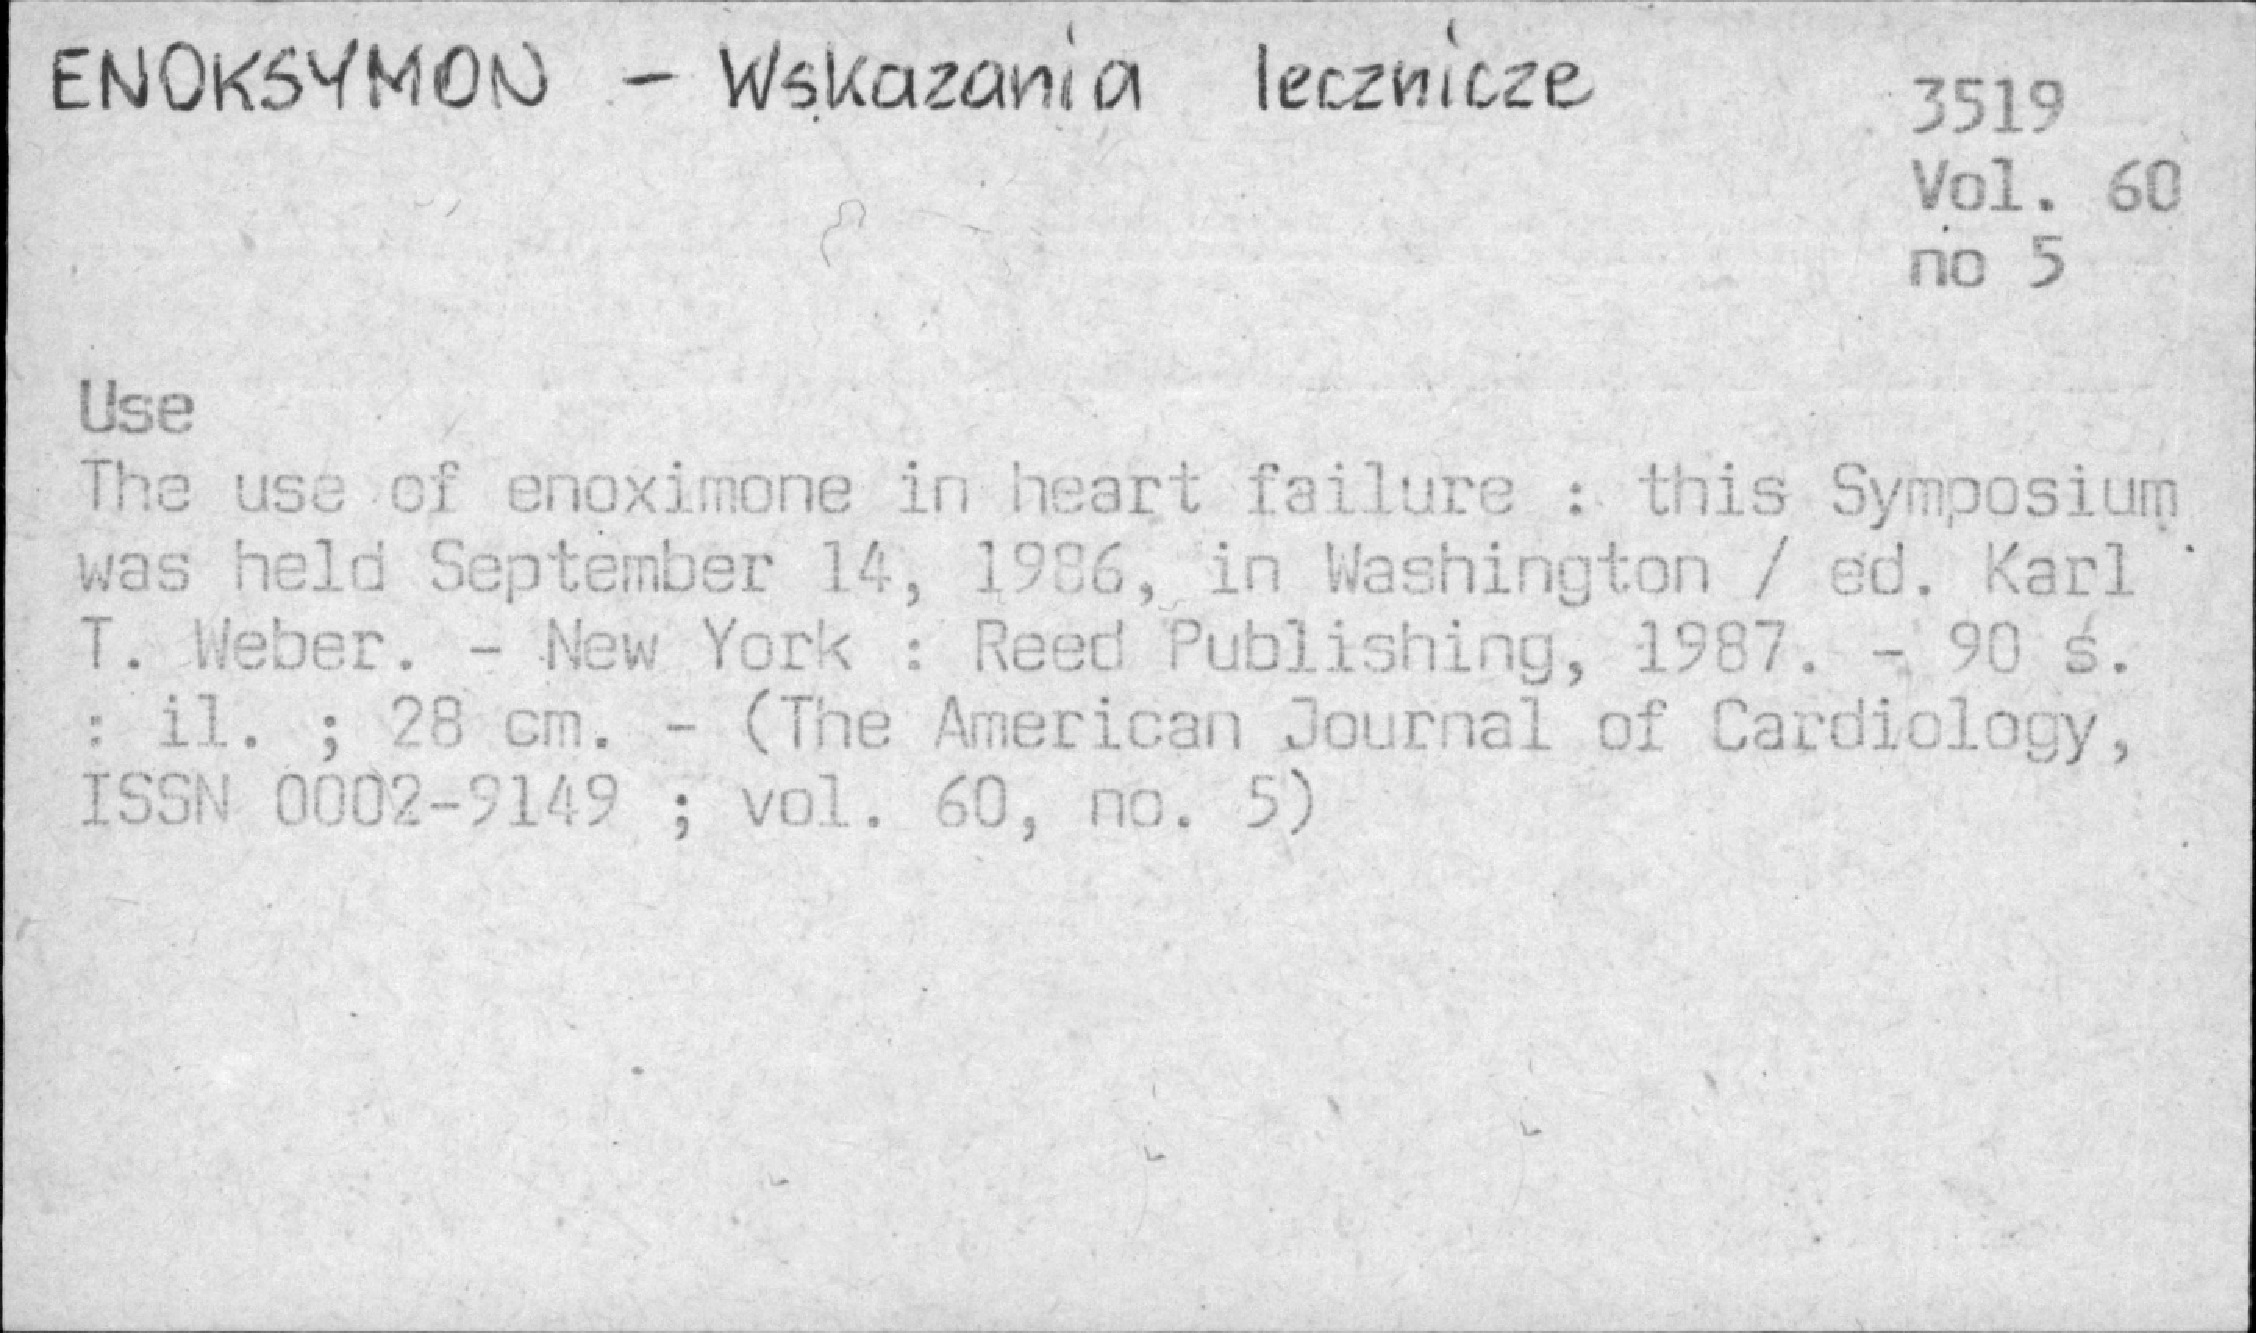 ENOKSYMON - Wskazania lecznicze
3519
Vol. 60
no 5
Use
The use of enoximone in heart failure : this Symposium
was held September 14, 1986, in Washington / ed. Karl
T. Weber. - New York : Reed Publishing, 1987. - 90 s.
: il. ; 28 cm. - (The American Journal of Cardiology,
ISSN 0002-9149 ; vol. 60, no. 5)